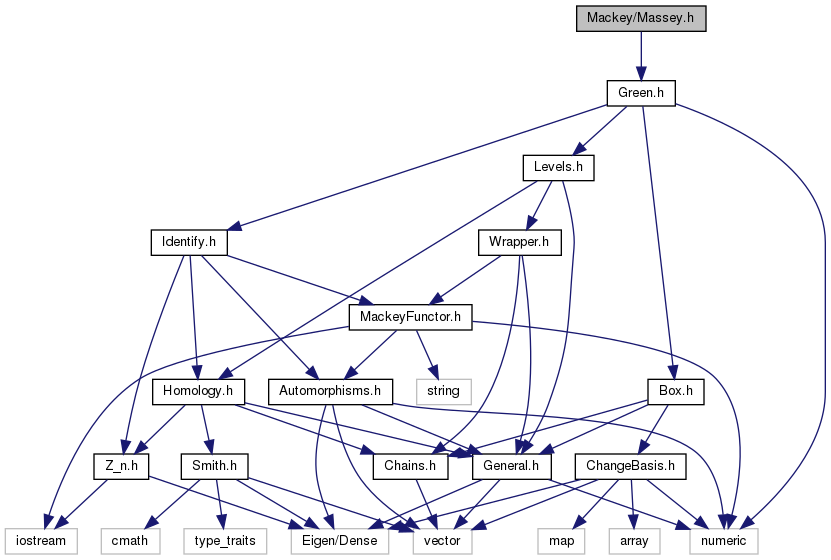 Mackey/Massey.h
Green.h
Levels.h
Identify.h
Wrapper.h
MackeyFunctor.h
Homology.h
Automorphisms.h
string
Box.h
Z_n.h
Smith.h
Chains.h
General.h
ChangeBasis.h
iostream
cmath
type_traits
Eigen/Dense
vector
map
array
numeric